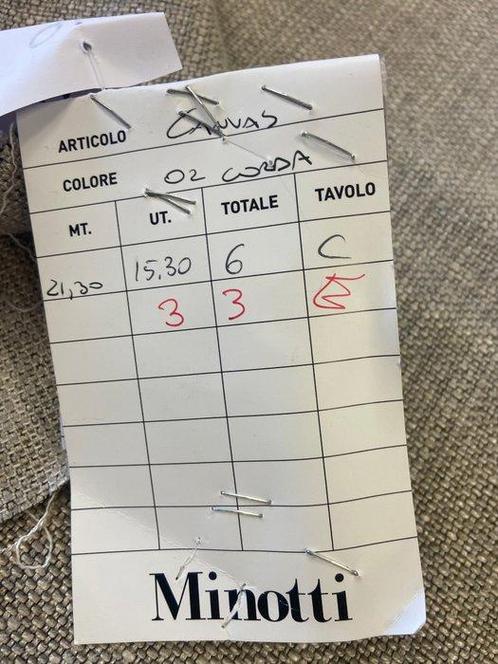 ARTICOLO CANVAS
COLORE 02 CORDA
MT. UT. TOTALE TAVOLO
21,30 15.30 6 C
3 3
Minotti